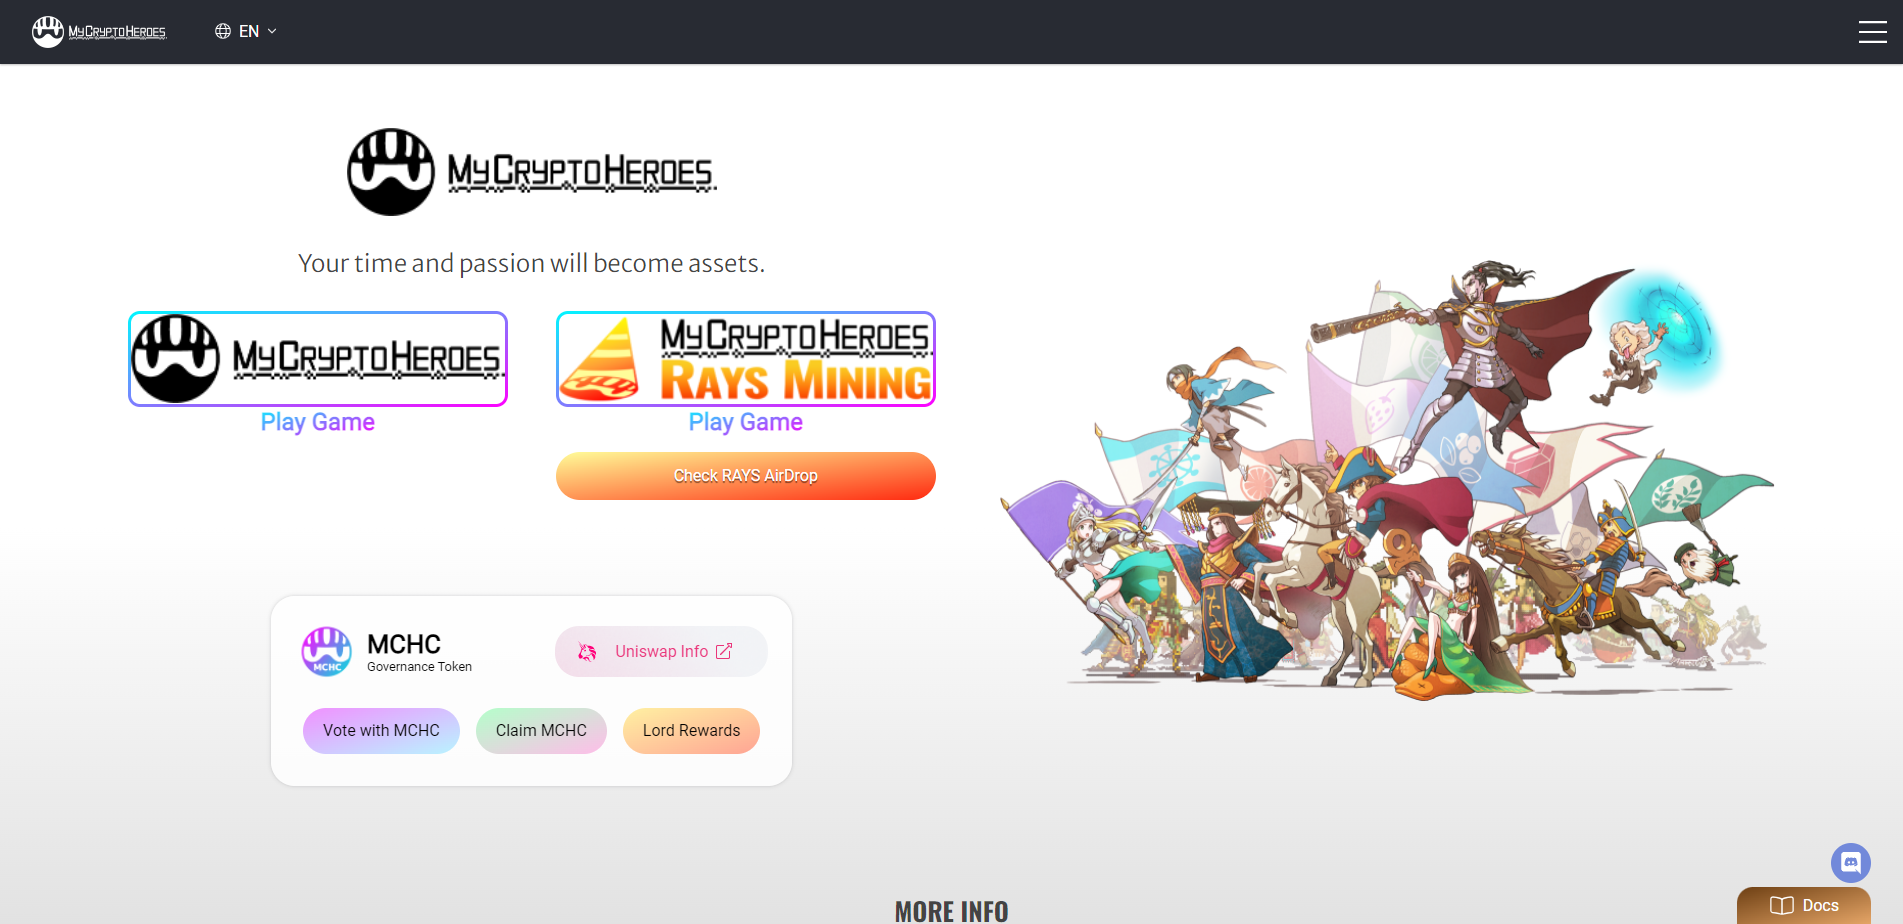 MyCryptoHeroes
EN
MyCryptoHeroes
Your time and passion will become assets.
MyCryptoHeroes
Play Game
MyCryptoHeroes
Rays Mining
Play Game
Check RAYS AirDrop
MCHC
MCHC
Governance Token
Uniswap Info
Vote with MCHC
Claim MCHC
Lord Rewards
MORE INFO
Docs